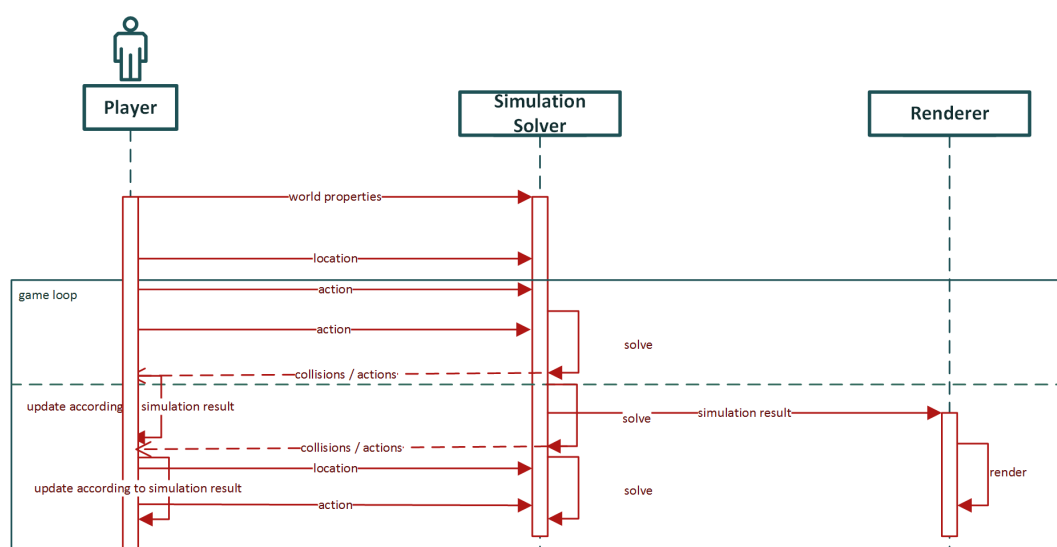 Player
Simulation
Solver
Renderer
world properties
location
game loop
action
action
solve
collisions / actions
update according
simulation result
solve
simulation result
collisions / actions
location
render
update according to simulation result
solve
action